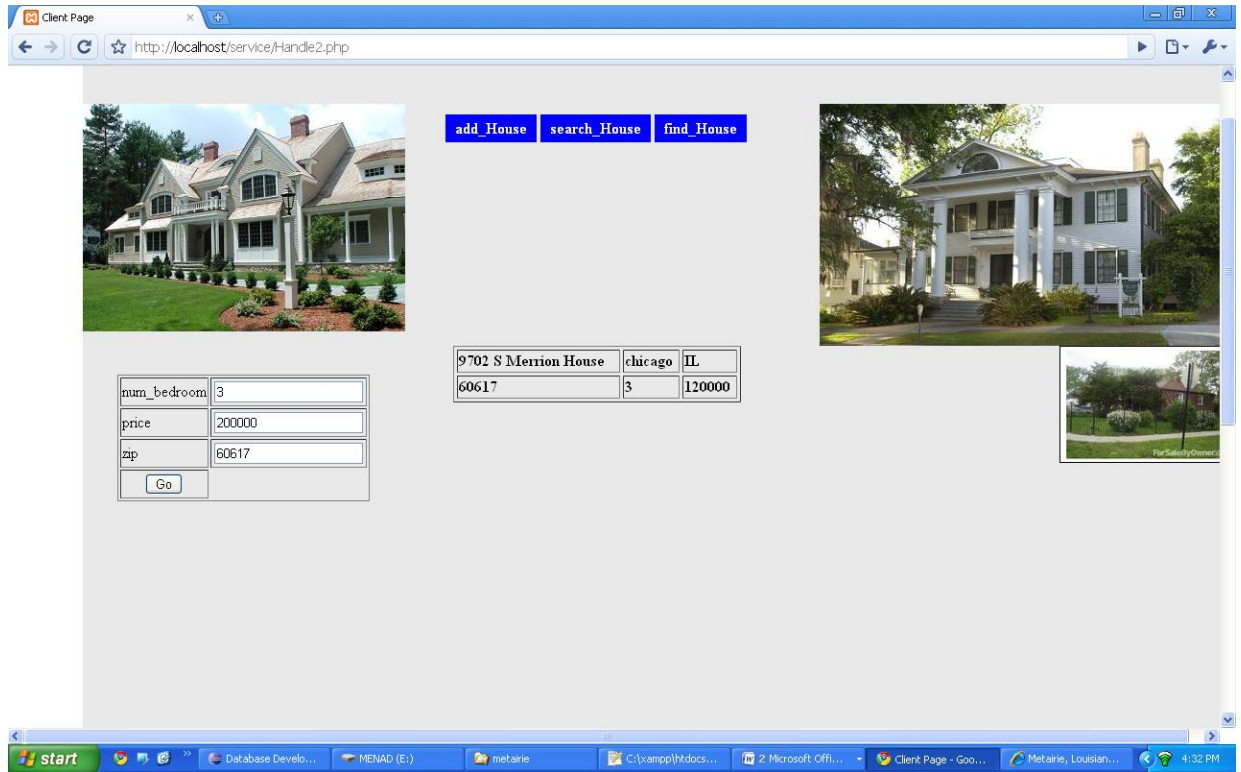 Client Page
http://localhost/service/Handle2.php
add_House search_House find_House
9702 S Merrion House chicago IL
60617 3 120000
num_bedroom 3
price 200000
zip 60617
Go
ForSaleByOwner.c
start Database Develo... MENAD (E:) metairie C:\xampp\htdocs... 2 Microsoft Offi... Client Page - Goo... Metairie, Louisian... 4:32 PM